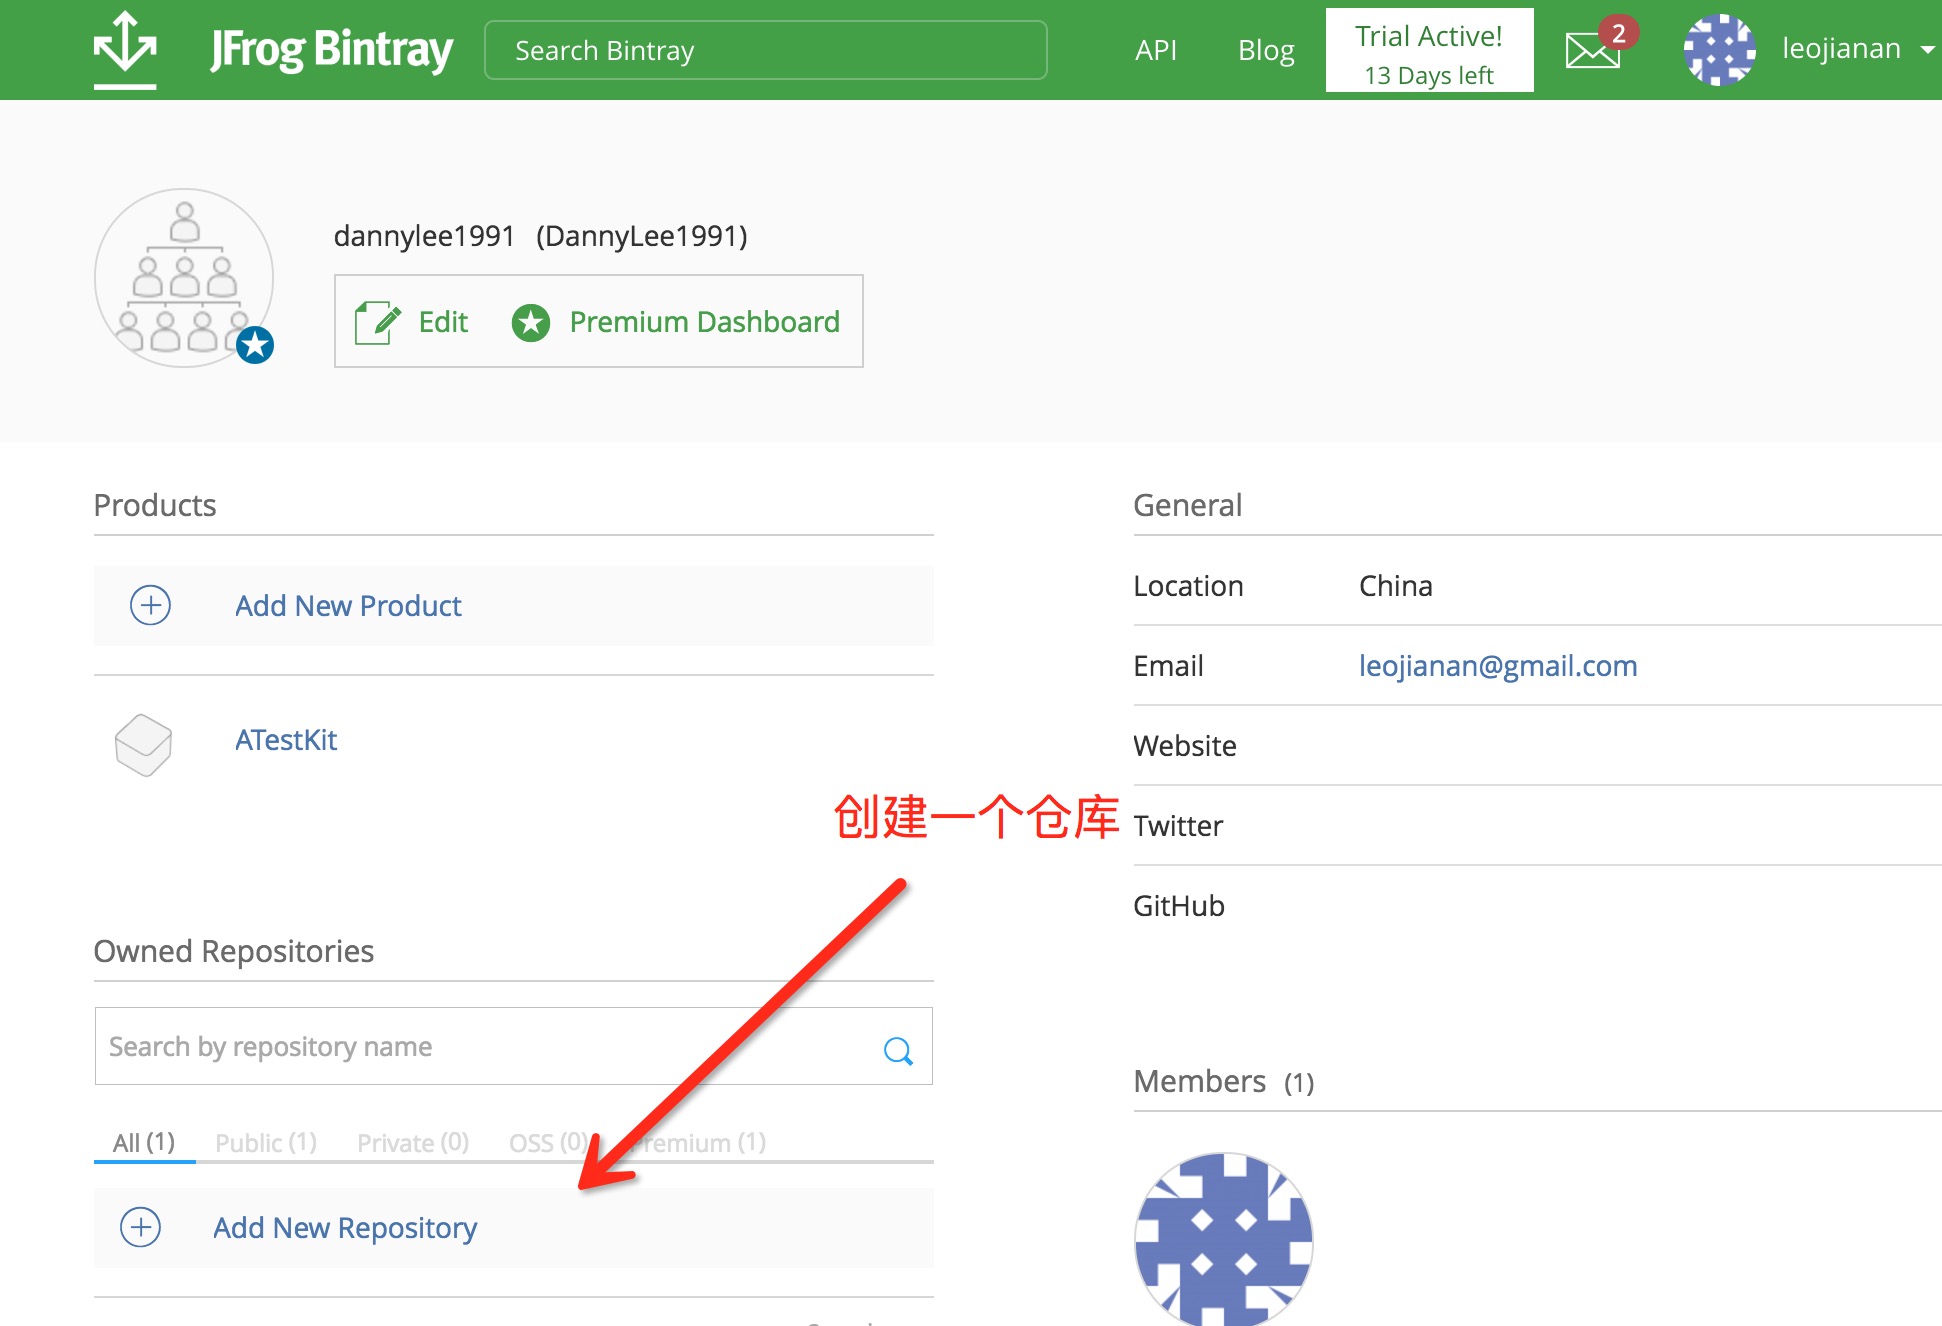 JFrog Bintray
Search Bintray
API
Blog
Trial Active!
13 Days left
2
leojianan
dannylee1991 (DannyLee1991)
Edit
Premium Dashboard
Products
Add New Product
ATestKit
General
Location China
Email leojianan@gmail.com
Website
Twitter
GitHub
创建一个仓库
Owned Repositories
Search by repository name
All (1) Public (1) Private (0) OSS (0) Premium (1)
Add New Repository
Members (1)